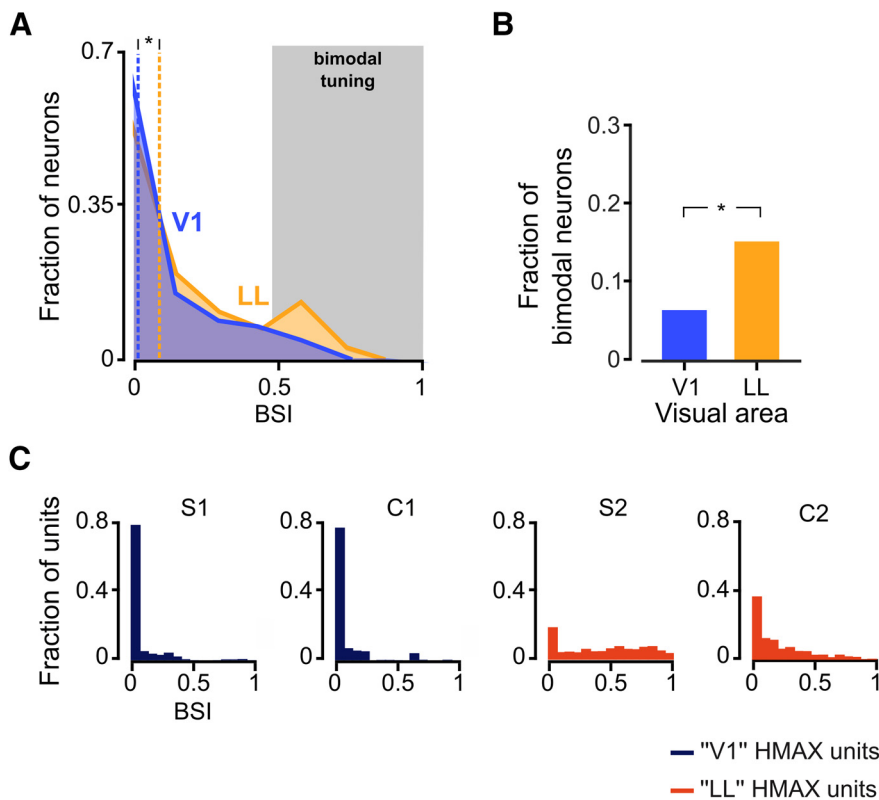 A
Fraction of neurons
0.7
0.35
0
*
bimodal
tuning
V1
LL
0
0.5
1
BSI
B
Fraction of
bimodal neurons
0.3
0.2
0.1
0
*
V1
LL
Visual area
C
Fraction of units
S1
0.8
0.4
0
0
0.5
1
BSI
C1
0.8
0.4
0
0
0.5
1
S2
0.8
0.4
0
0
0.5
1
C2
0.8
0.4
0
0
0.5
1
"V1" HMAX units
"LL" HMAX units